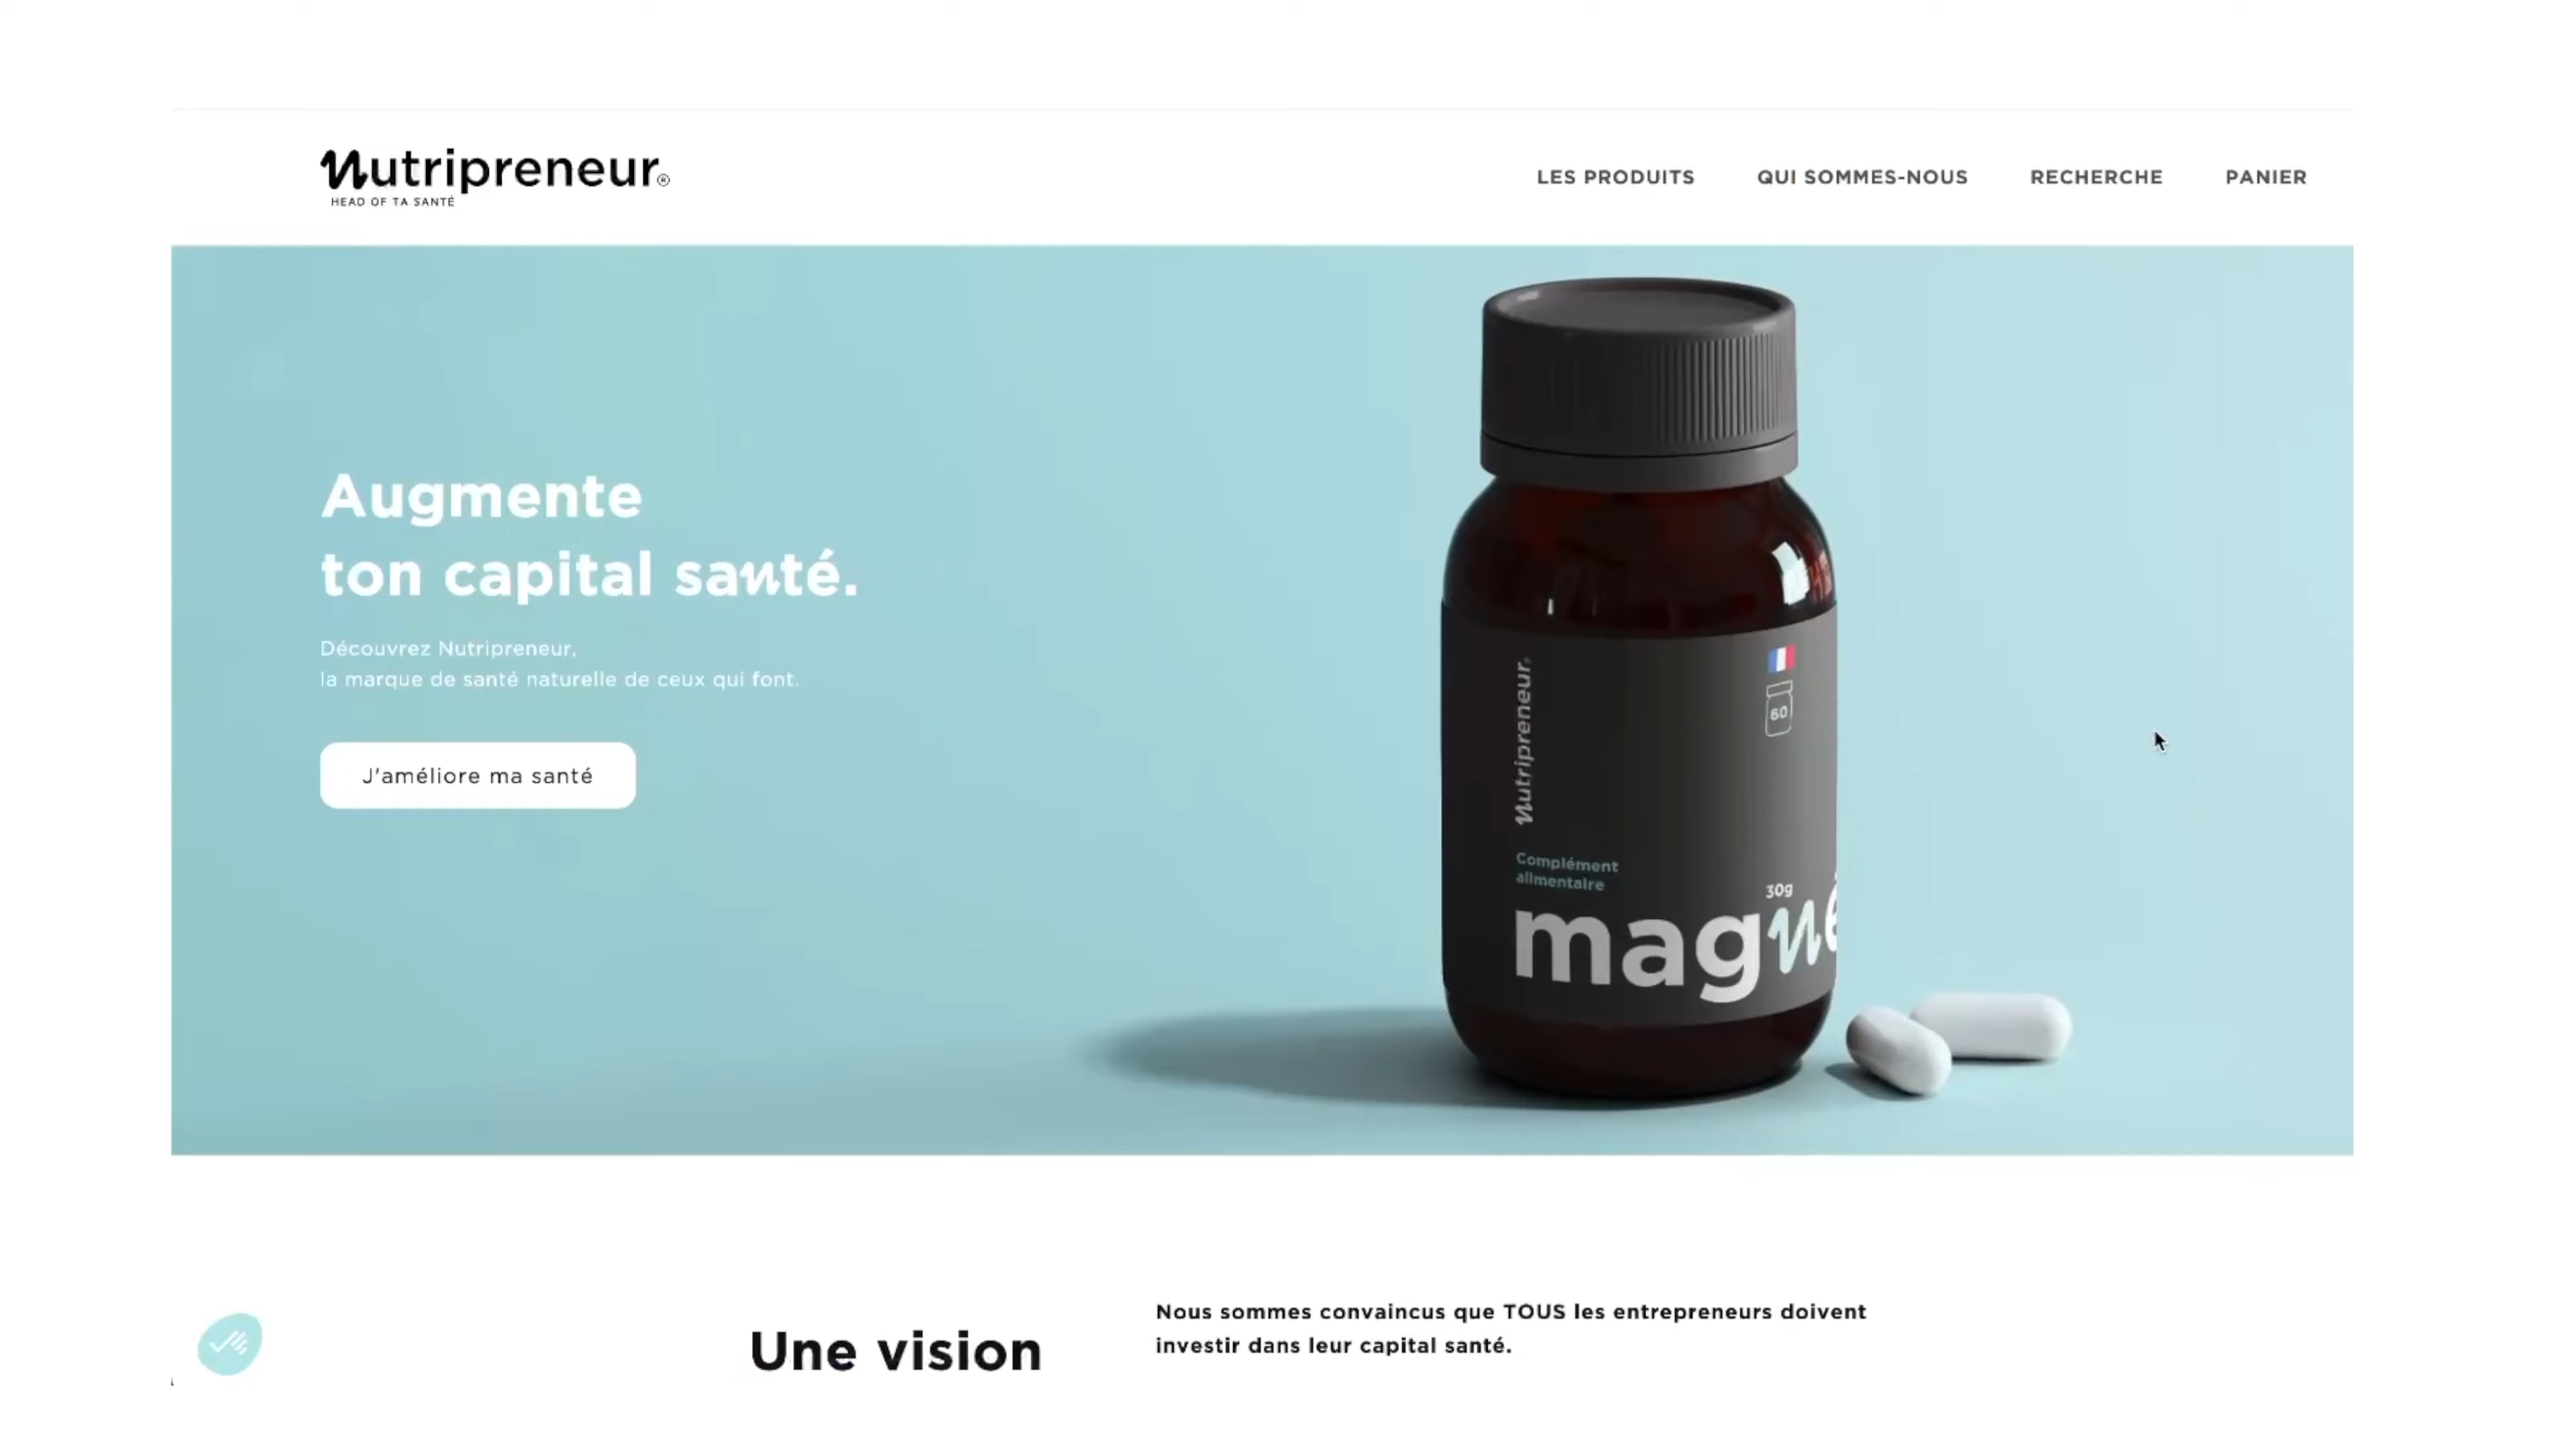 Nutripreneur®
HEAD OF TA SANTÉ
LES PRODUITS
QUI SOMMES-NOUS
RECHERCHE
PANIER
Augmente
ton capital santé.
Découvrez Nutripreneur,
la marque de santé naturelle de ceux qui font.
J'améliore ma santé
Nutripreneur®
60
Complément
alimentaire
30g
magné
Une vision
Nous sommes convaincus que TOUS les entrepreneurs doivent
investir dans leur capital santé.